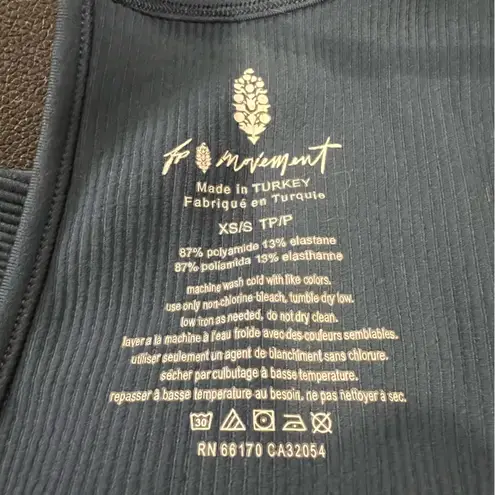 fp movement
Made in TURKEY
Fabriqué en Turquie
XS/S TP/P
87% polyamide 13% elastane
87% poliamida 13% elasthanne
machine wash cold with like colors.
use only non-chlorine-bleach, tumble dry low.
low iron as needed, do not dry clean.
laver a la machine à l'eau froide avec des couleurs semblables.
utiliser seulement un agent de blanchiment sans chlorure.
sécher par culbutage à basse temperature.
repasser à basse temperature au besoin, ne pas nettoyer à sec.
30
RN 66170 CA32054